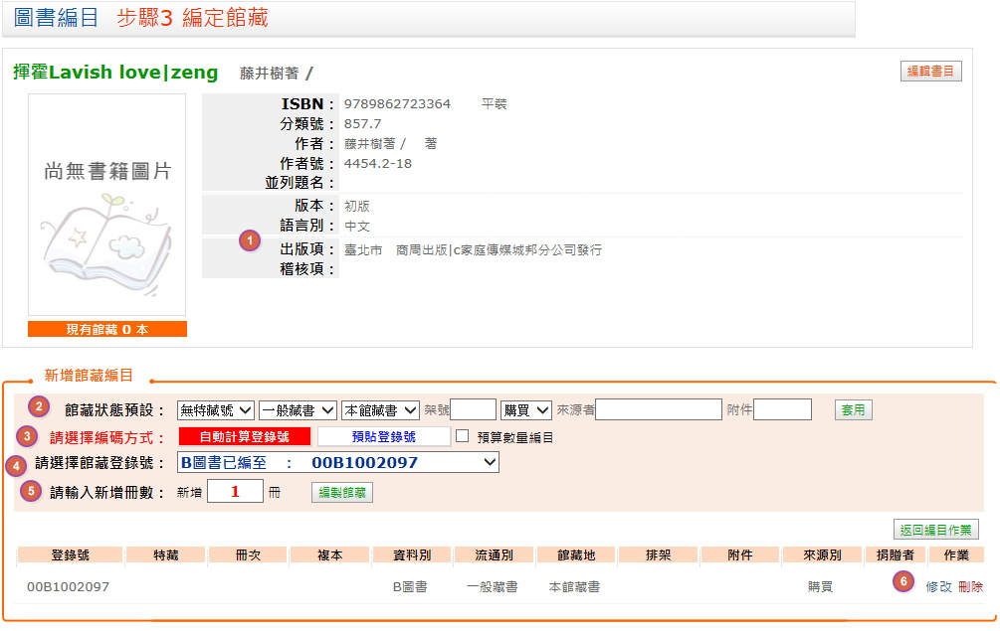 圖書編目 步驟3 編定館藏
揮霍Lavish love|zeng 藤井樹著 /
編輯書目
尚無書籍圖片
現有館藏 0 本
ISBN : 9789862723364 平裝
分類號 : 857.7
作者 : 藤井樹著 / 著
作者號 : 4454.2-18
並列題名 :
版本 : 初版
語言別 : 中文
1
出版項 : 臺北市 商周出版|c家庭傳媒城邦分公司發行
稽核項 :
新增館藏編目
2 館藏狀態預設 : 無特藏號 一般藏書 本館藏書 架號 購買 來源者 附件 套用
3 請選擇編碼方式 : 自動計算登錄號 預貼登錄號 預算數量編目
4 請選擇館藏登錄號 : B圖書已編至 : 00B1002097
5 請輸入新增冊數 : 新增 1 冊 編製館藏
返回編目作業
登錄號 特藏 冊次 複本 資料別 流通別 館藏地 排架 附件 來源別 捐贈者 作業
00B1002097 B圖書 一般藏書 本館藏書 購買 6 修改 刪除